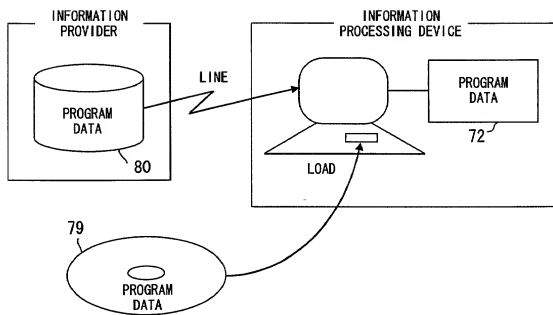 INFORMATION
PROVIDER
PROGRAM
DATA
80
LINE
INFORMATION
PROCESSING DEVICE
PROGRAM
DATA
72
LOAD
79
PROGRAM
DATA